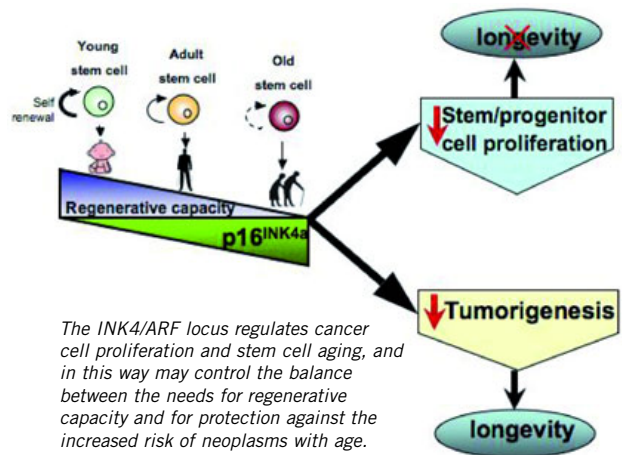 Young
stem cell
Adult
stem cell
Old
stem cell
Self
renewal
Regenerative capacity
p16INK4a
longevity
Stem/progenitor
cell proliferation
Tumorigenesis
longevity
The INK4/ARF locus regulates cancer
cell proliferation and stem cell aging, and
in this way may control the balance
between the needs for regenerative
capacity and for protection against the
increased risk of neoplasms with age.